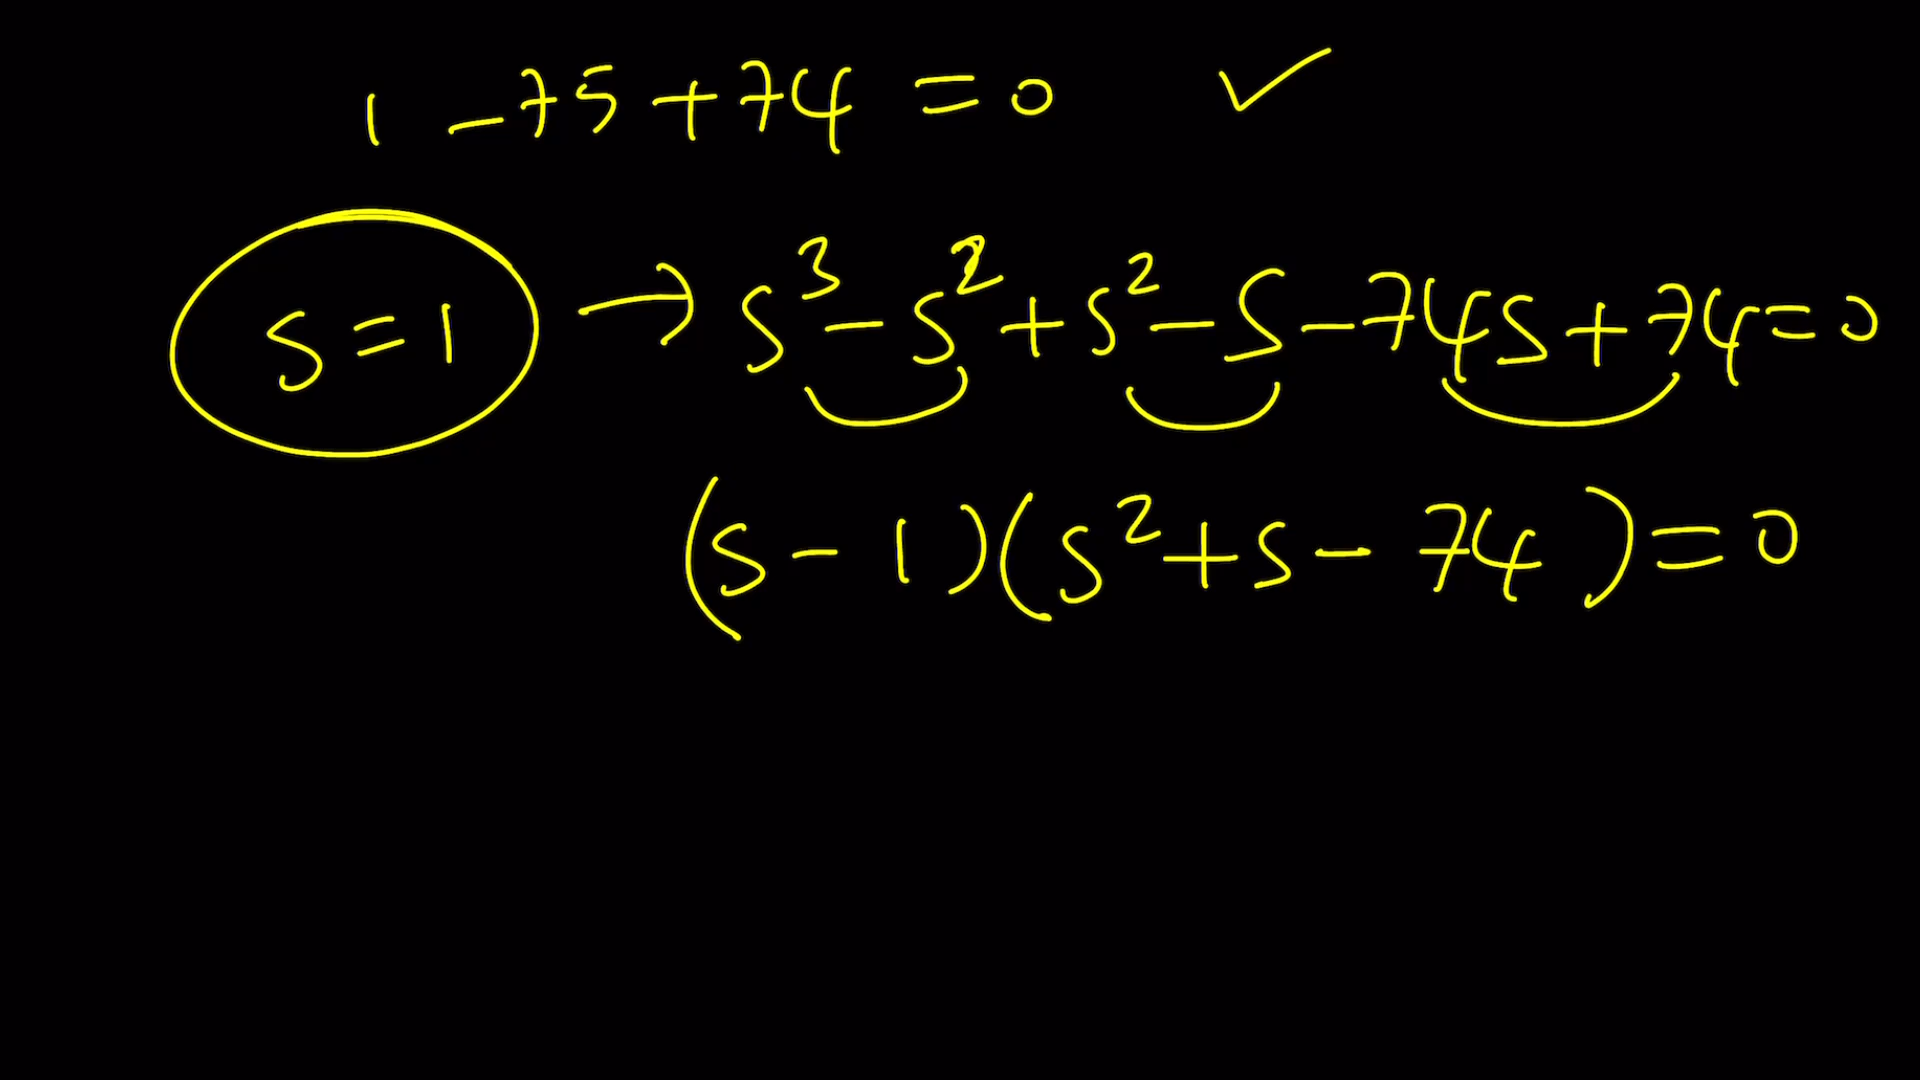 1 - 75 + 74 = 0 ✓
s = 1 → s³ - s² + s² - s - 74s + 74 = 0
(s - 1)(s² + s - 74) = 0